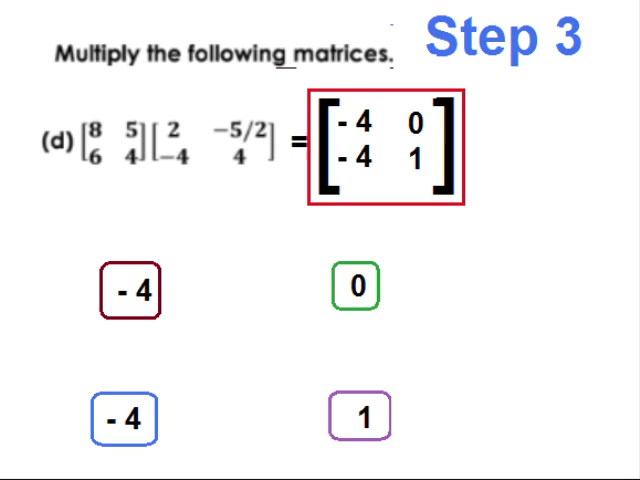 Step 3
Multiply the following matrices.
(d) [8 5] [2 −5/2] = [- 4 0]
[6 4] [−4 4] [- 4 1]
- 4 0
- 4 1